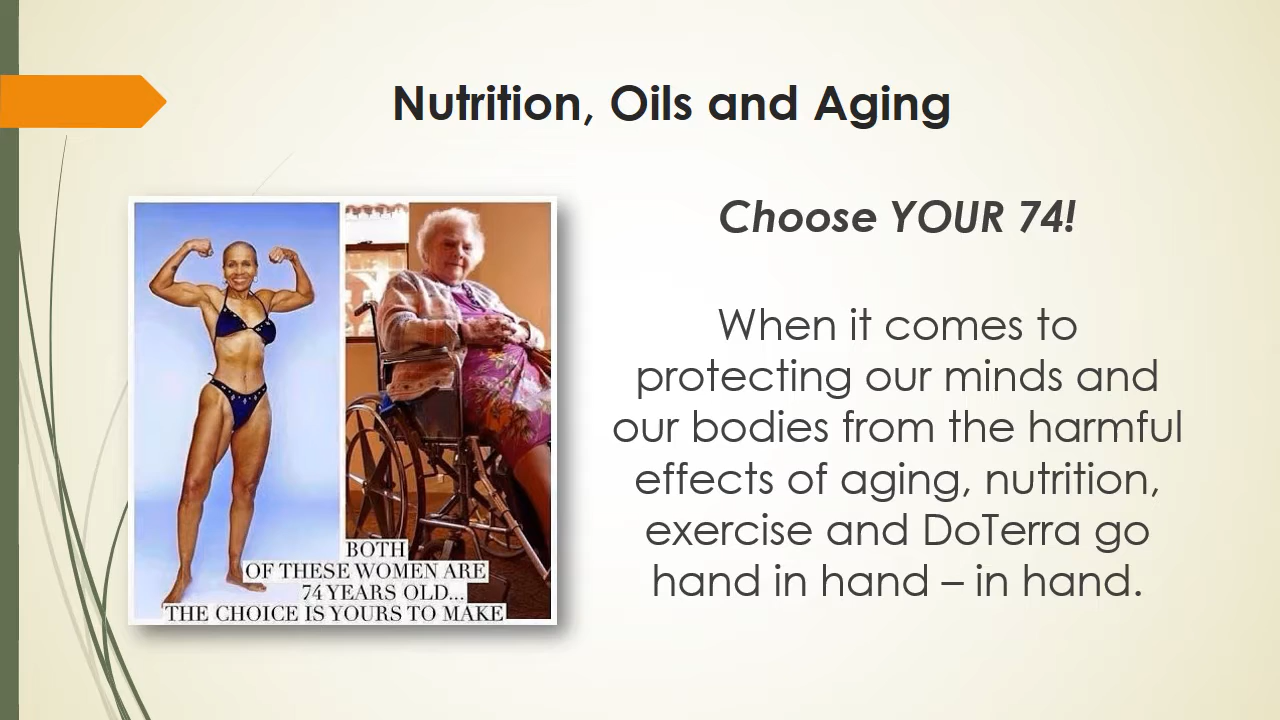 Nutrition, Oils and Aging
BOTH
OF THESE WOMEN ARE
74 YEARS OLD...
THE CHOICE IS YOURS TO MAKE
Choose YOUR 74!
When it comes to
protecting our minds and
our bodies from the harmful
effects of aging, nutrition,
exercise and DoTerra go
hand in hand – in hand.